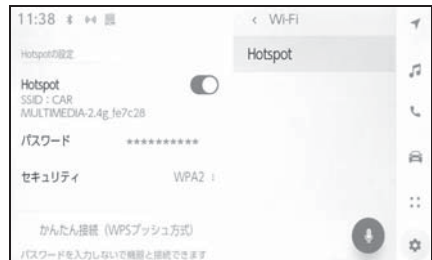 11:38
< Wi-Fi
Hotspotの設定
Hotspot
Hotspot
SSID：CAR
MULTIMEDIA-2.4g_fe7c28
パスワード **********
セキュリティ WPA2
かんたん接続（WPSプッシュ方式）
パスワードを入力しないで機器と接続できます